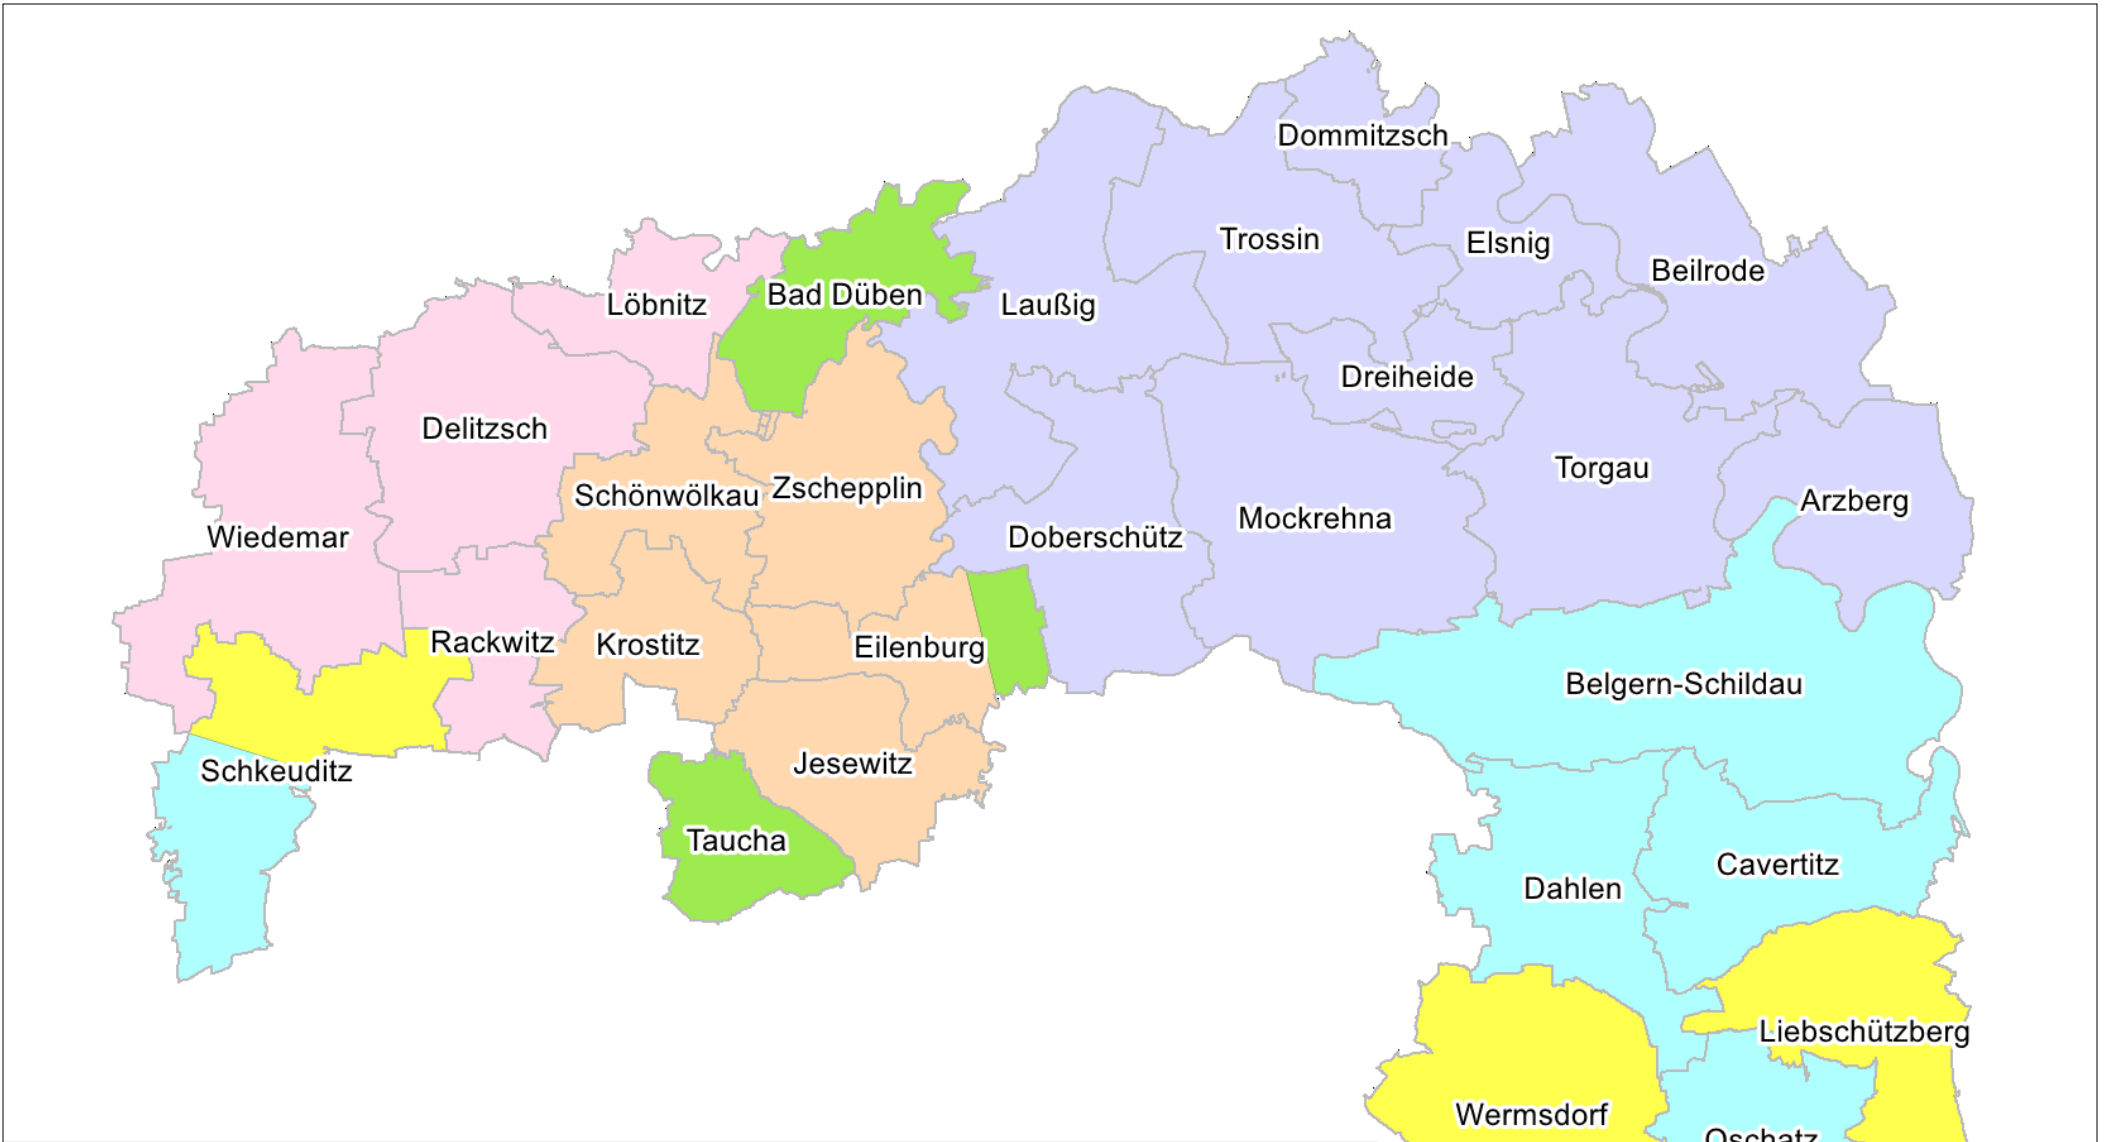 Dommitzsch
Trossin
Elsnig
Beilrode
Bad Düben
Löbnitz
Laußig
Dreiheide
Delitzsch
Torgau
Schönwölkau
Zschepplin
Arzberg
Mockrehna
Wiedemar
Doberschütz
Rackwitz
Krostitz
Eilenburg
Belgern-Schildau
Schkeuditz
Jesewitz
Taucha
Cavertitz
Dahlen
Liebschützberg
Wermsdorf
Oschatz